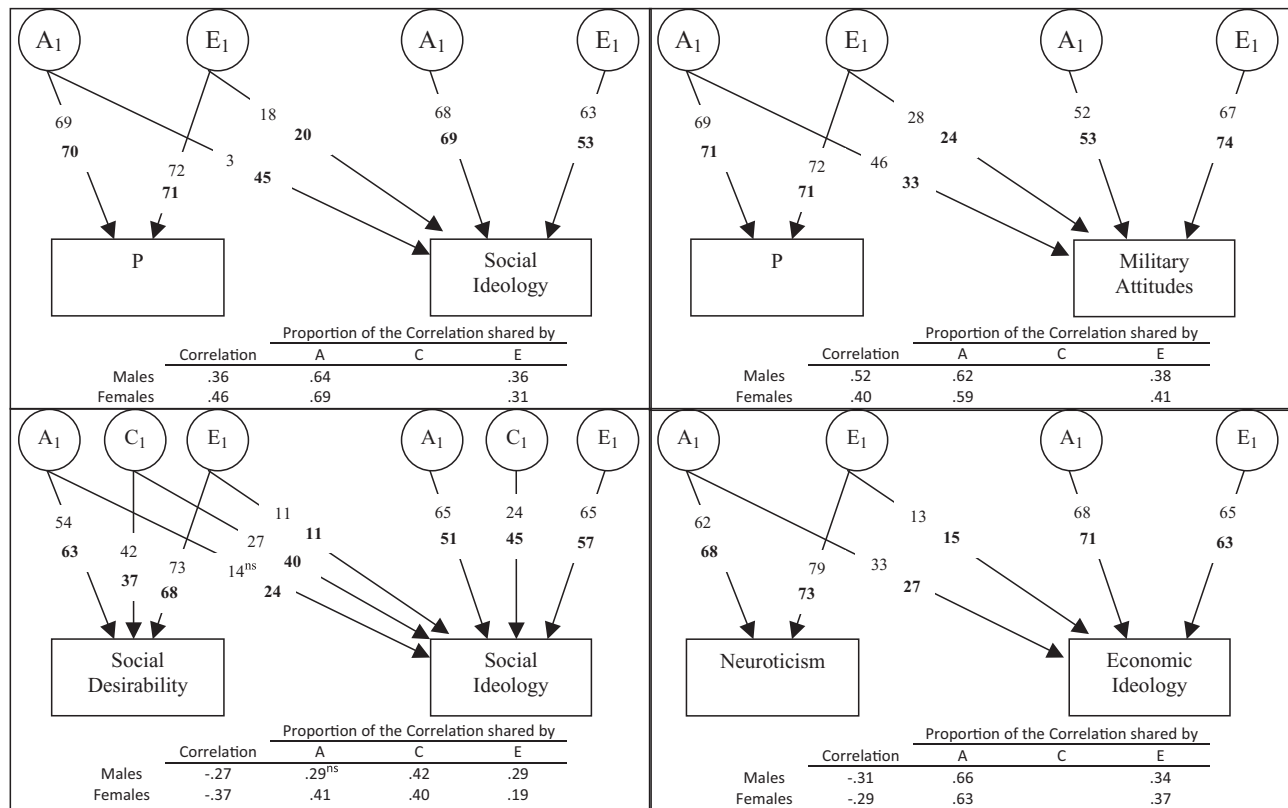 A1 E1 A1 E1
69 18 68 63
70 20 69 53
72 3 45
71
P
Social
Ideology
Proportion of the Correlation shared by
Correlation A C E
Males .36 .64 .36
Females .46 .69 .31
A1 E1 A1 E1
69 28 52 67
71 24 53 74
72 46 33
71
P
Military
Attitudes
Proportion of the Correlation shared by
Correlation A C E
Males .52 .62 .38
Females .40 .59 .41
A1 C1 E1 A1 C1 E1
54 11 65 24 65
63 11 51 45 57
42 27 40
37 73 14ns 24
68
Social
Desirability
Social
Ideology
Proportion of the Correlation shared by
Correlation A C E
Males -.27 .29ns .42 .29
Females -.37 .41 .40 .19
A1 E1 A1 E1
62 13 68 65
68 15 71 63
79 33 27
73
Neuroticism
Economic
Ideology
Proportion of the Correlation shared by
Correlation A C E
Males -.31 .66 .34
Females -.29 .63 .37